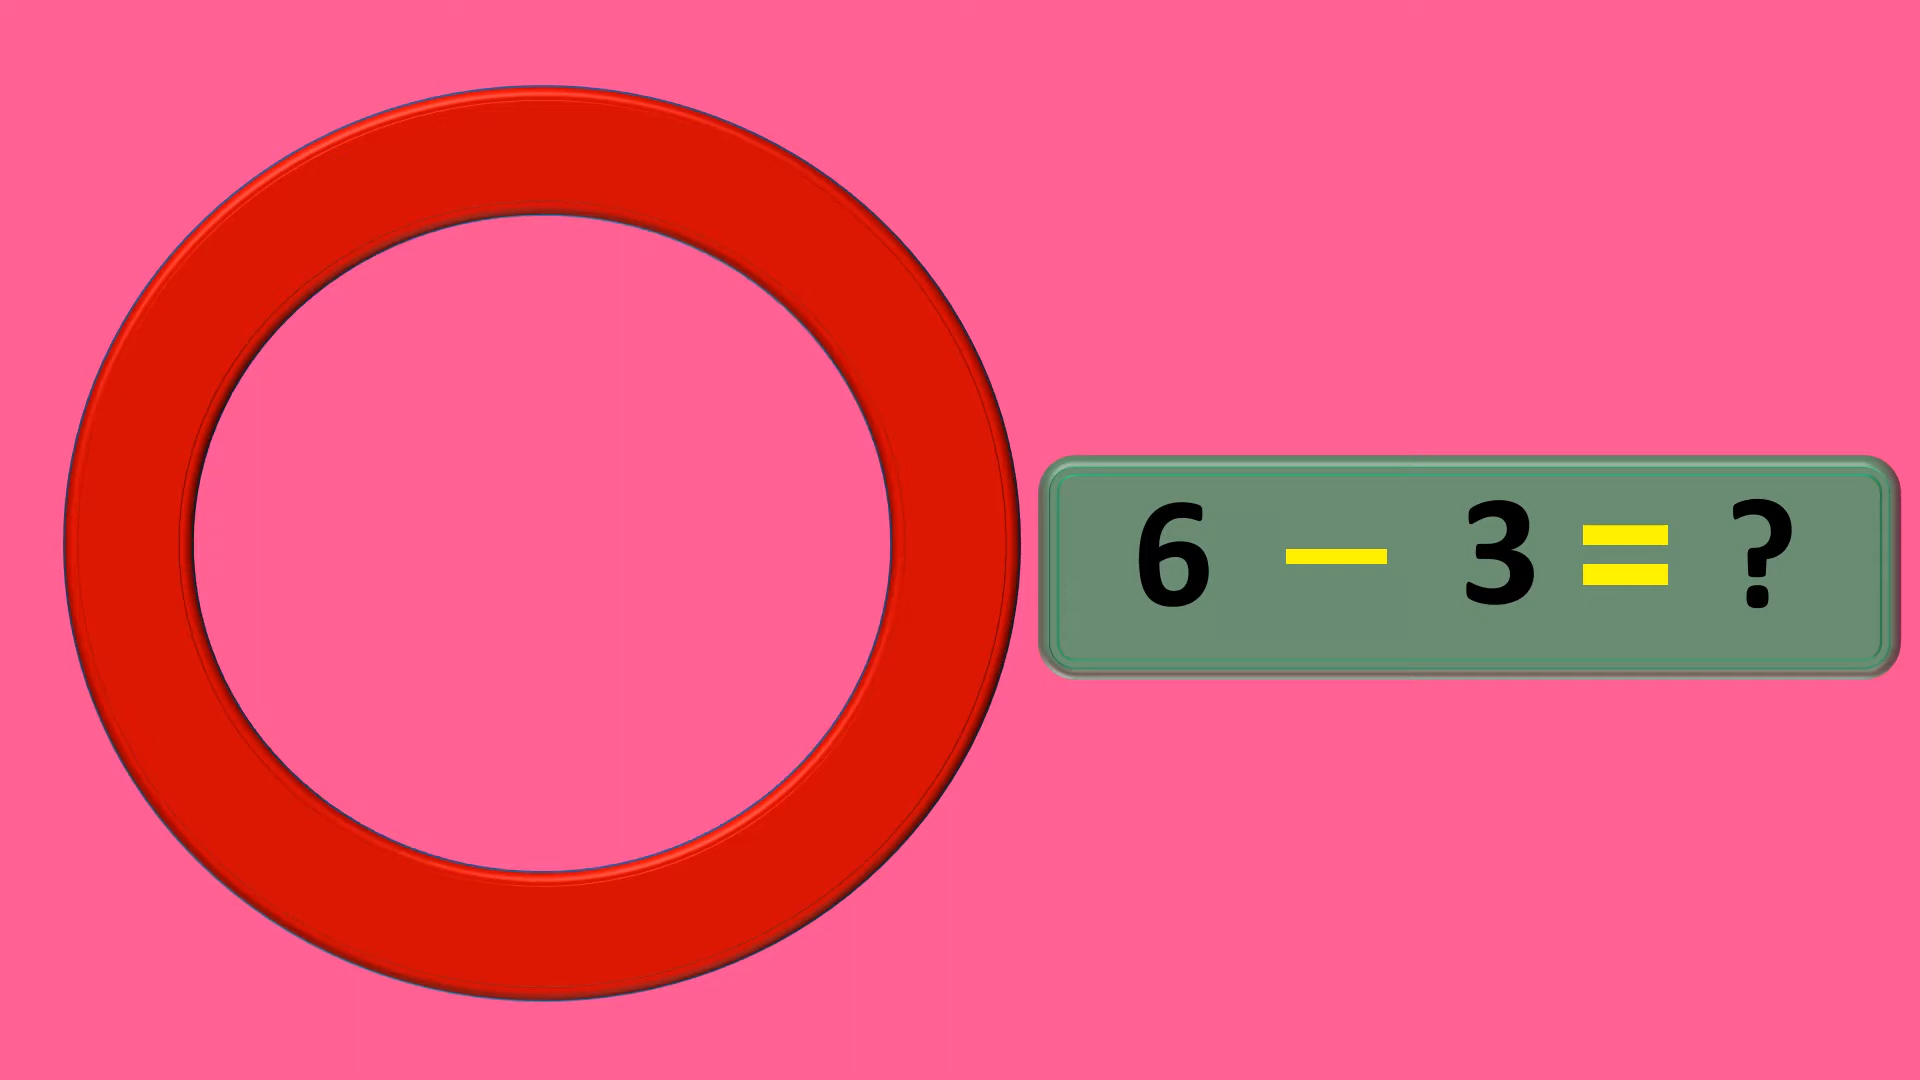 6 – 3 = ?